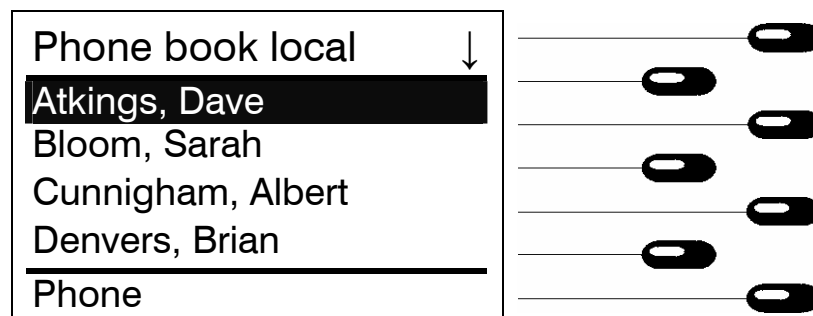 Phone book local ↓
Atkings, Dave
Bloom, Sarah
Cunnigham, Albert
Denvers, Brian
Phone